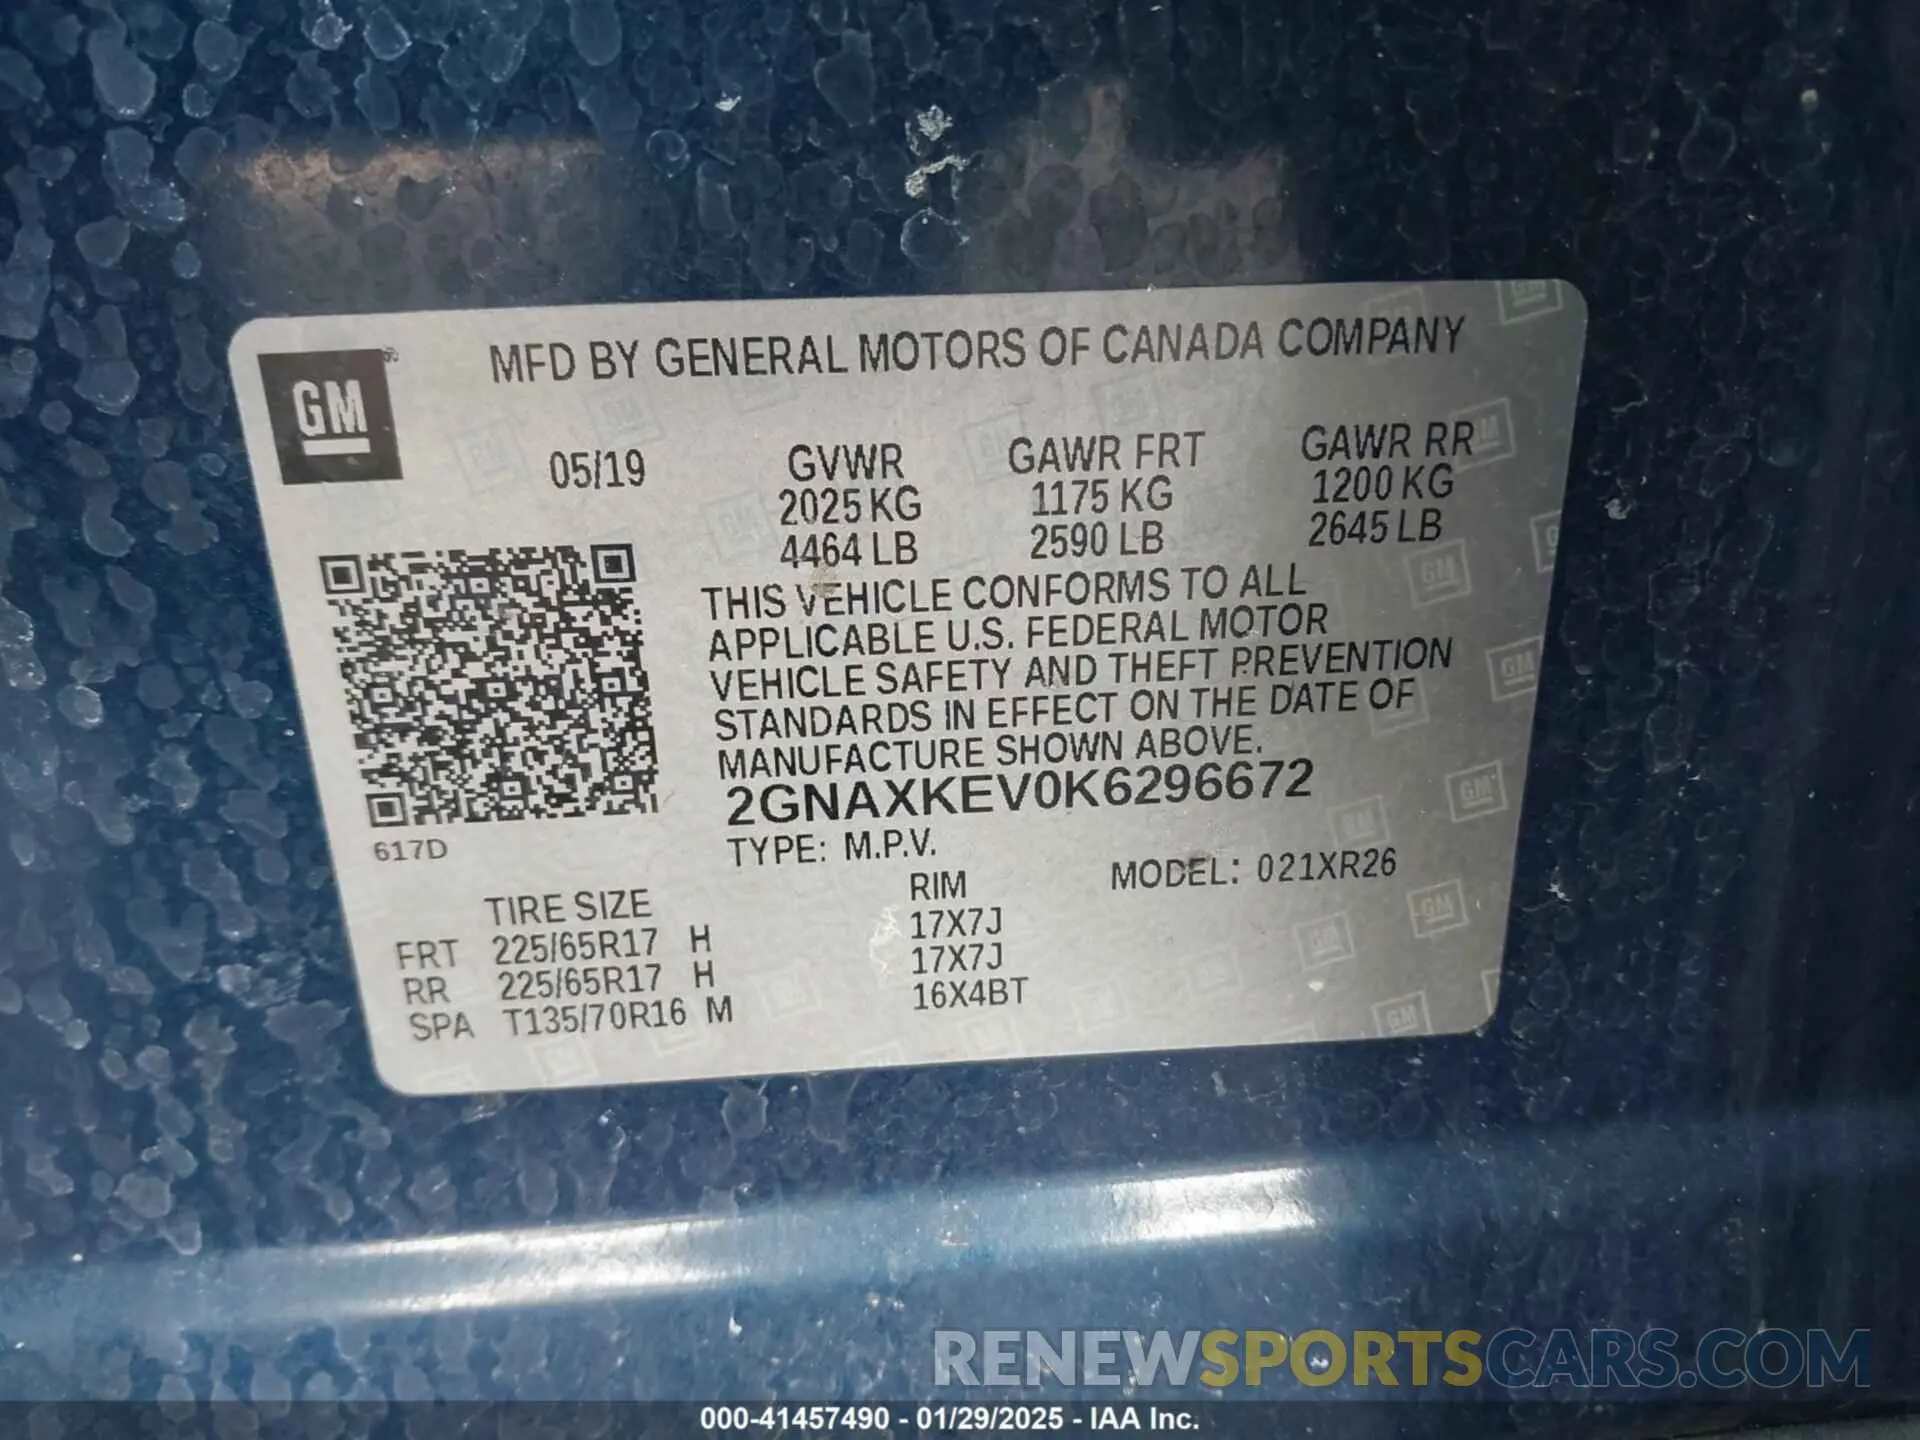 MFD BY GENERAL MOTORS OF CANADA COMPANY
GM
05/19 GVWR GAWR FRT GAWR RR
2025 KG 1175 KG 1200 KG
4464 LB 2590 LB 2645 LB
THIS VEHICLE CONFORMS TO ALL
APPLICABLE U.S. FEDERAL MOTOR
VEHICLE SAFETY AND THEFT PREVENTION
STANDARDS IN EFFECT ON THE DATE OF
MANUFACTURE SHOWN ABOVE.
2GNAXKEV0K6296672
617D
TYPE: M.P.V.
MODEL: 021XR26
TIRE SIZE RIM
FRT 225/65R17 H 17X7J
RR 225/65R17 H 17X7J
SPA T135/70R16 M 16X4BT
RENEWSPORTSCARS.COM
000-41457490 - 01/29/2025 - IAA Inc.